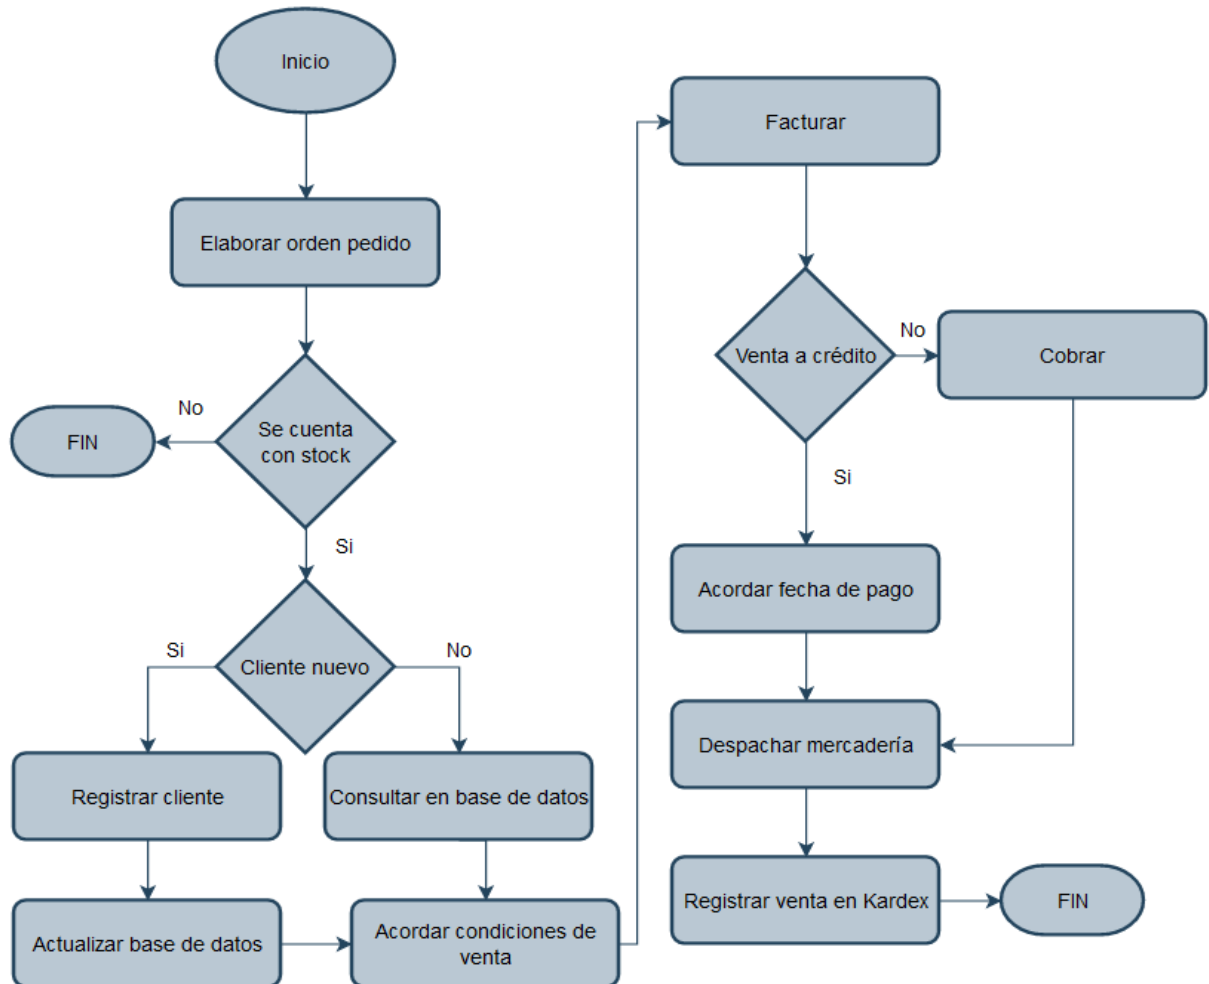 Inicio
Elaborar orden pedido
Se cuenta
con stock
No
FIN
Si
Cliente nuevo
Si
No
Registrar cliente
Consultar en base de datos
Actualizar base de datos
Acordar condiciones de
venta
Facturar
Venta a crédito
No
Cobrar
Si
Acordar fecha de pago
Despachar mercadería
Registrar venta en Kardex
FIN